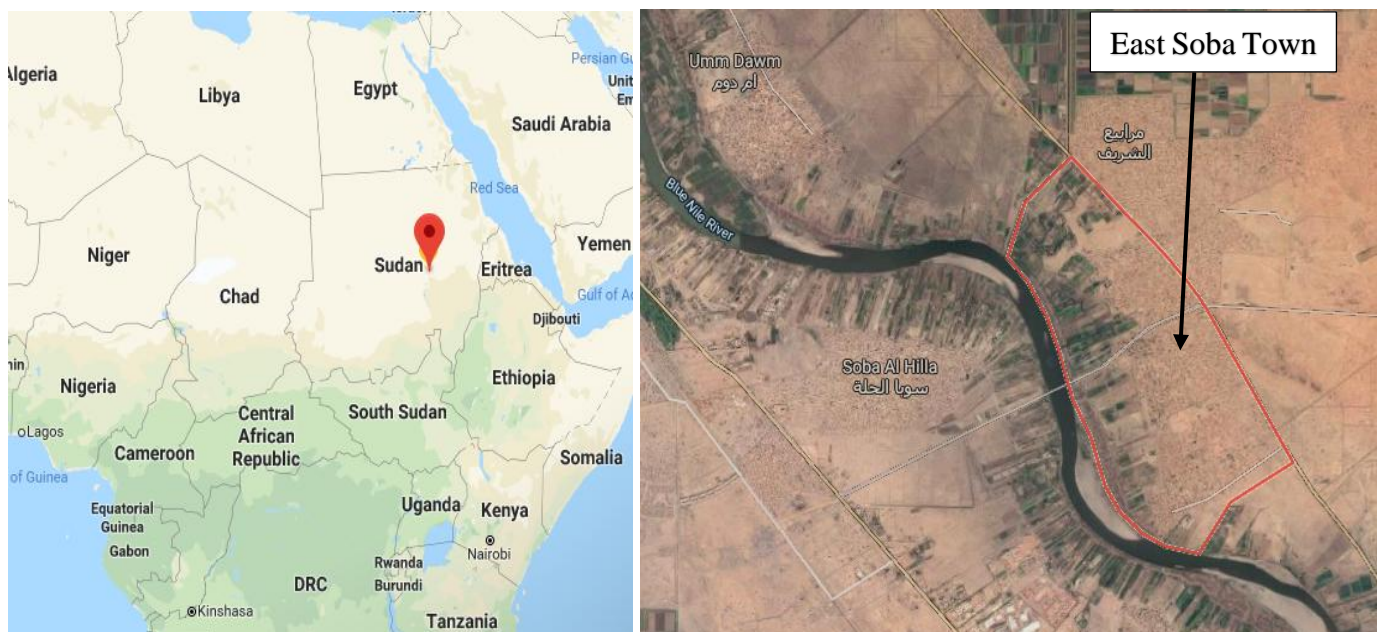 Algeria
Libya
Egypt
Persian Gu
Unit
Em
Saudi Arabia
Red Sea
Niger
Chad
Sudan
Eritrea
Yemen
Gulf of Ad
Djibouti
Nigeria
Ethiopia
Central
African
Republic
South Sudan
Lagos
Cameroon
Somalia
of Guinea
Equatorial
Guinea
Gabon
Uganda
Kenya
Nairobi
Rwanda
Burundi
DRC
Kinshasa
Tanzania
East Soba Town
Umm Dawm
ام دوم
مرابيع
الشريف
Blue Nile River
Soba Al Hilla
سوبا الحلة